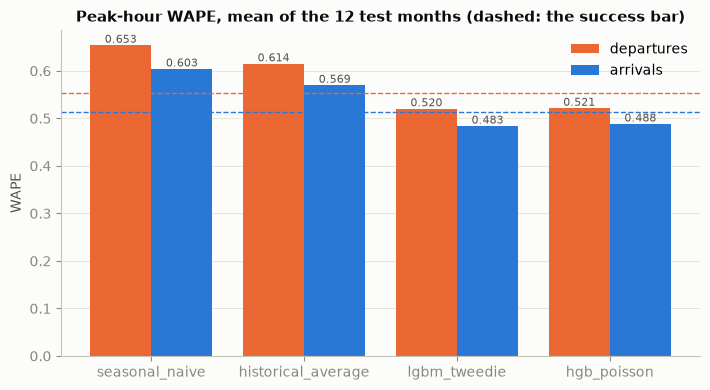 Peak-hour WAPE, mean of the 12 test months (dashed: the success bar)
departures
arrivals
0.653
0.603
0.614
0.569
0.520
0.483
0.521
0.488
WAPE
0.6
0.5
0.4
0.3
0.2
0.1
0.0
seasonal_naive
historical_average
lgbm_tweedie
hgb_poisson